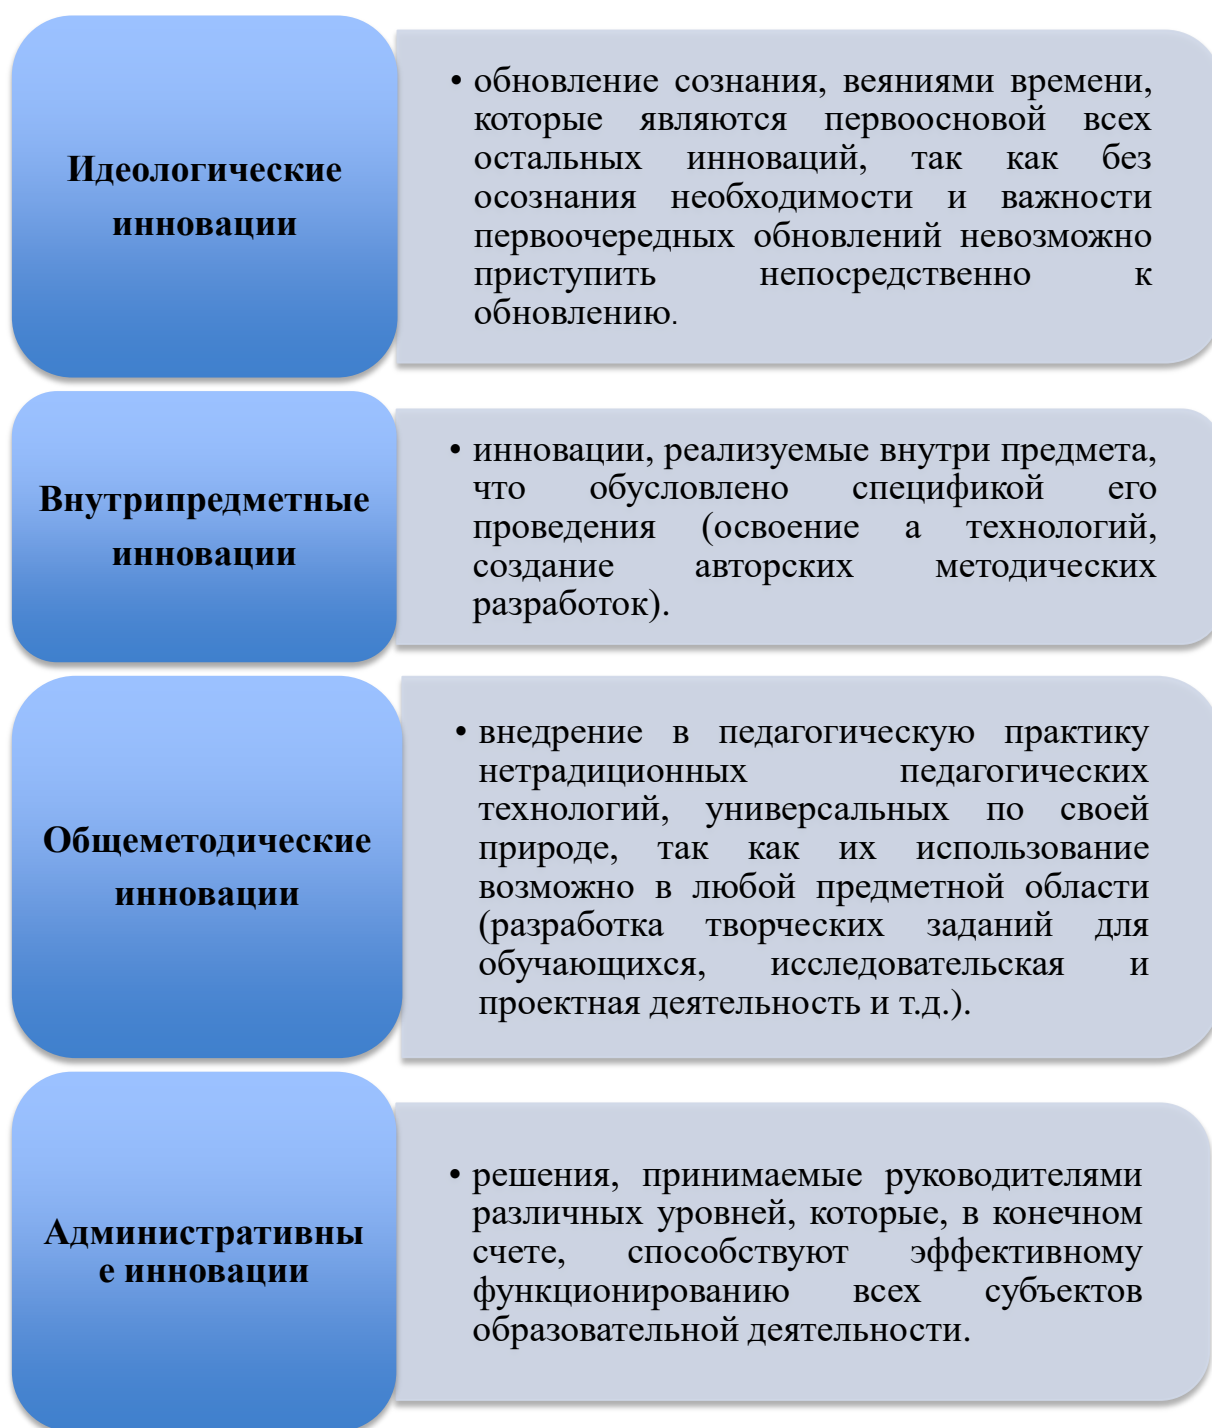 Идеологические
инновации
• обновление сознания, веяниями времени,
которые являются первоосновой всех
остальных инноваций, так как без
осознания необходимости и важности
первоочередных обновлений невозможно
приступить непосредственно к
обновлению.
Внутрипредметные
инновации
• инновации, реализуемые внутри предмета,
что обусловлено спецификой его
проведения (освоение а технологий,
создание авторских методических
разработок).
Общеметодические
инновации
• внедрение в педагогическую практику
нетрадиционных педагогических
технологий, универсальных по своей
природе, так как их использование
возможно в любой предметной области
(разработка творческих заданий для
обучающихся, исследовательская и
проектная деятельность и т.д.).
Административны
е инновации
• решения, принимаемые руководителями
различных уровней, которые, в конечном
счете, способствуют эффективному
функционированию всех субъектов
образовательной деятельности.